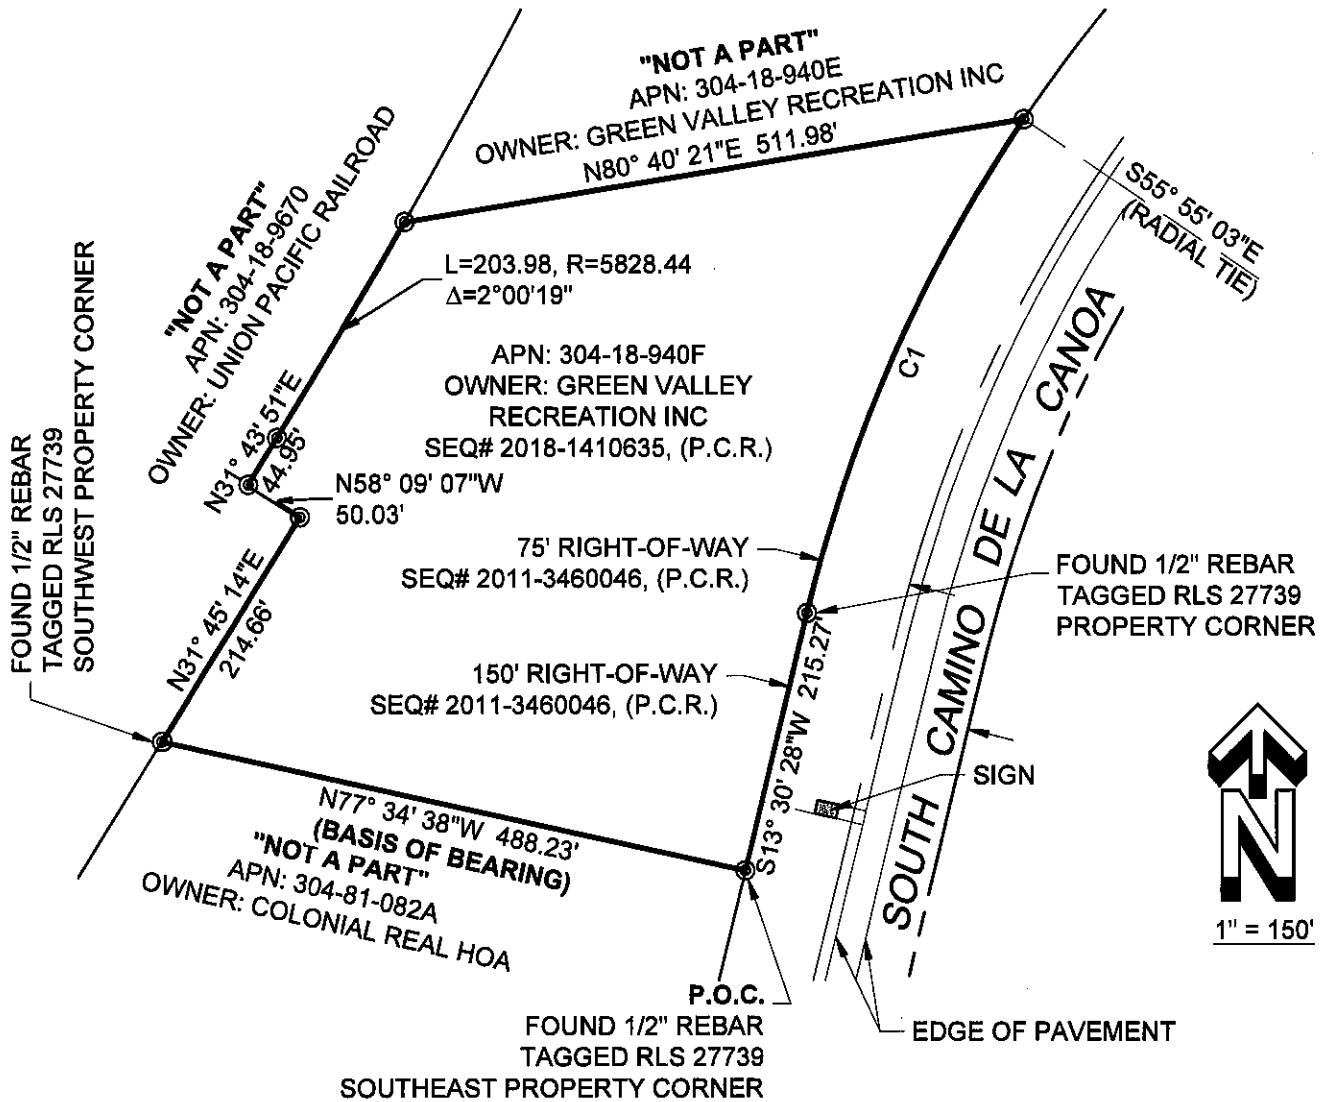 "NOT A PART"
APN: 304-18-940E
OWNER: GREEN VALLEY RECREATION INC
N80° 40' 21"E 511.98'
"NOT A PART"
APN: 304-18-9670
OWNER: UNION PACIFIC RAILROAD
S55° 55' 03"E
(RADIAL TIE)
L=203.98, R=5828.44
Δ=2°00'19"
APN: 304-18-940F
OWNER: GREEN VALLEY
RECREATION INC
SEQ# 2018-1410635, (P.C.R.)
C1
N31° 43' 51"E
44.95'
N58° 09' 07"W
50.03'
FOUND 1/2" REBAR
TAGGED RLS 27739
SOUTHWEST PROPERTY CORNER
75' RIGHT-OF-WAY
SEQ# 2011-3460046, (P.C.R.)
FOUND 1/2" REBAR
TAGGED RLS 27739
PROPERTY CORNER
N31° 45' 14"E
214.66'
150' RIGHT-OF-WAY
SEQ# 2011-3460046, (P.C.R.)
S13° 30' 28"W 215.27'
SOUTH CAMINO DE LA CANOA
SIGN
N77° 34' 38"W 488.23'
(BASIS OF BEARING)
"NOT A PART"
APN: 304-81-082A
OWNER: COLONIAL REAL HOA
N
1" = 150'
P.O.C.
FOUND 1/2" REBAR
TAGGED RLS 27739
SOUTHEAST PROPERTY CORNER
EDGE OF PAVEMENT